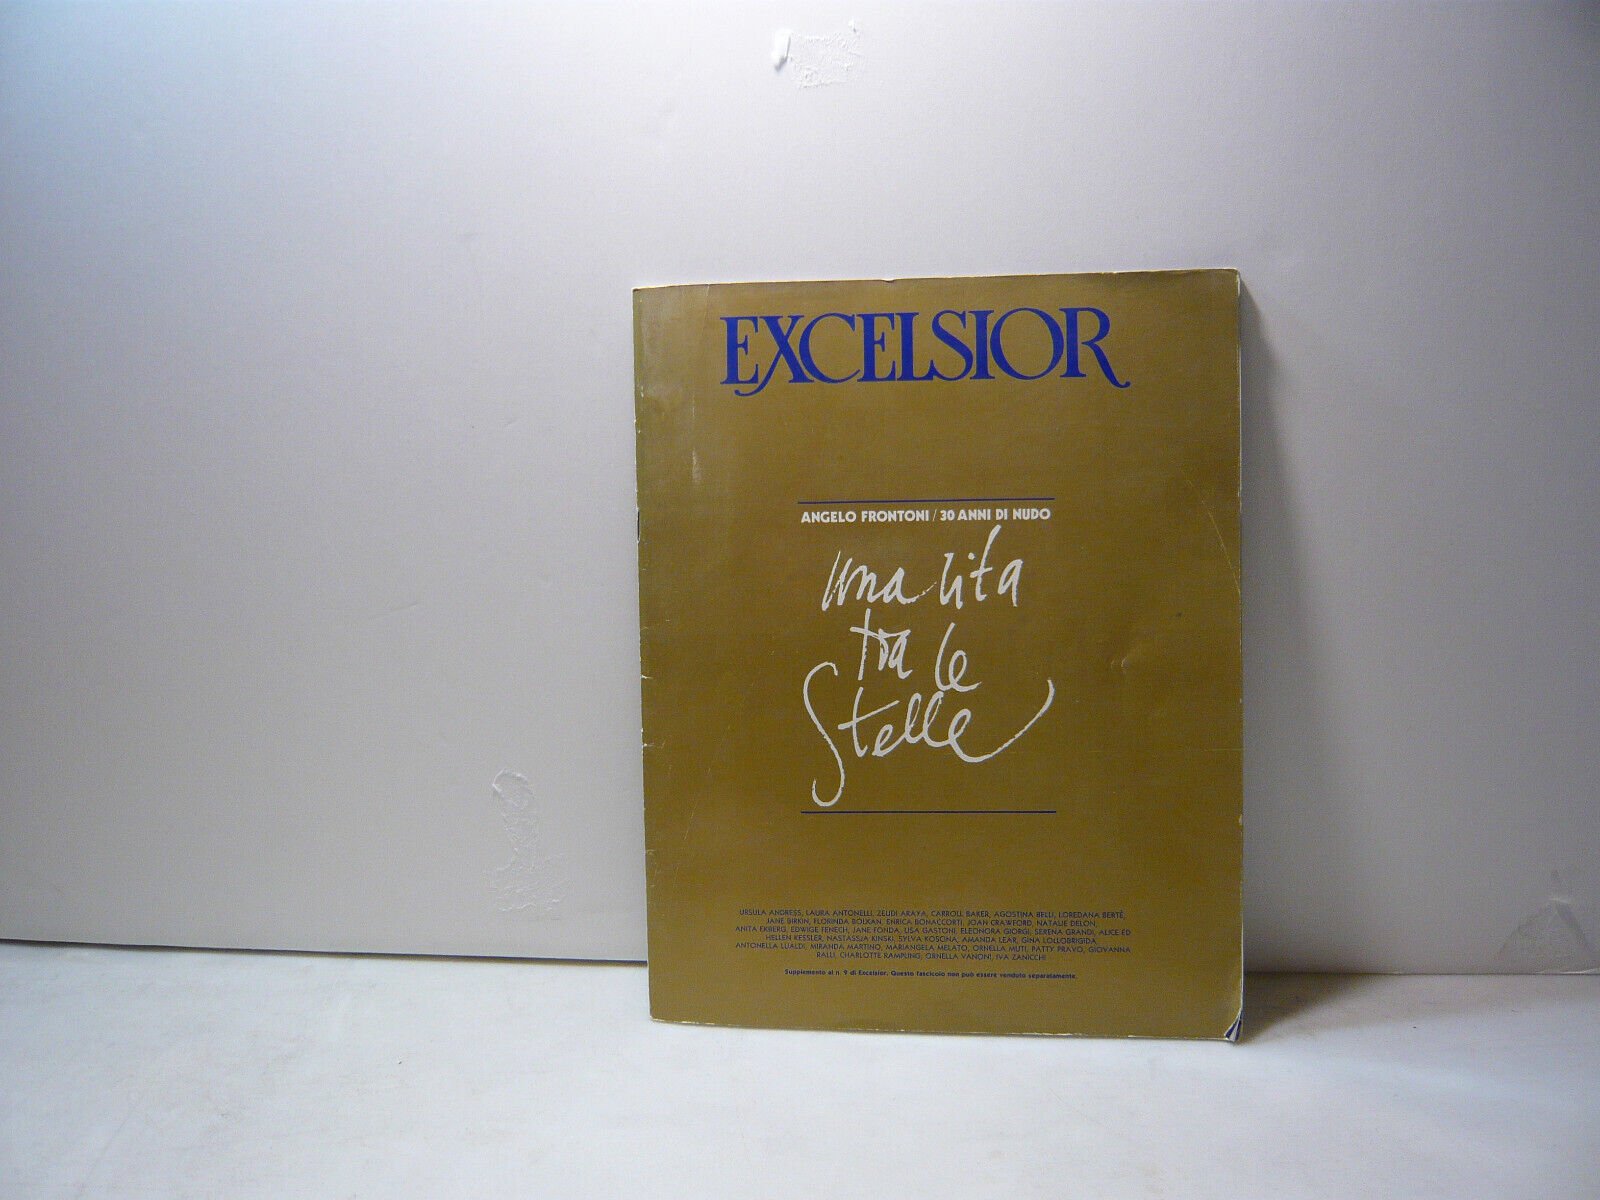 EXCELSIOR
ANGELO FRONTONI / 30 ANNI DI NUDO
una vita
tra le
Stelle
URSULA ANDRESS, LAURA ANTONELLI, ZEUDI ARAYA, CARROLL BAKER, AGOSTINA BELLI, LOREDANA BERTÈ,
JANE BIRKIN, FLORINDA BOLKAN, ENRICA BONACCORTI, JOAN CRAWFORD, NATALIE DELON,
ANITA EKBERG, EDWIGE FENECH, JANE FONDA, LISA GASTONI, ELEONORA GIORGI, SERENA GRANDI, ALICE ED
HELLEN KESSLER, NASTASSJA KINSKI, SYLVA KOSCINA, AMANDA LEAR, GINA LOLLOBRIGIDA,
ANTONELLA LUALDI, MIRANDA MARTINO, MARIANGELA MELATO, ORNELLA MUTI, PATTY PRAVO, GIOVANNA
RALLI, CHARLOTTE RAMPLING, ORNELLA VANONI, IVA ZANICCHI
Supplemento al n. 9 di Excelsior. Questo fascicolo non può essere venduto separatamente.